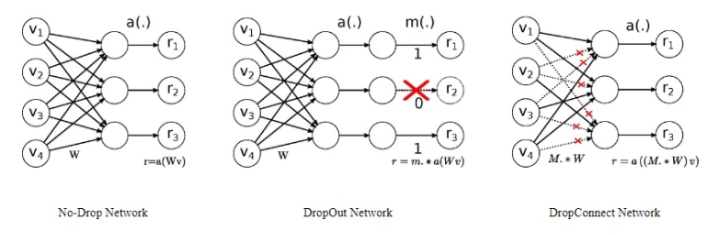 a(.)
v1
v2
v3
v4
r1
r2
r3
W
r=a(Wv)
No-Drop Network
a(.)
m(.)
v1
v2
v3
v4
1
0
1
r1
r2
r3
W
r = m. * a(Wv)
DropOut Network
a(.)
v1
v2
v3
v4
r1
r2
r3
M. * W
r = a ((M. * W) v)
DropConnect Network